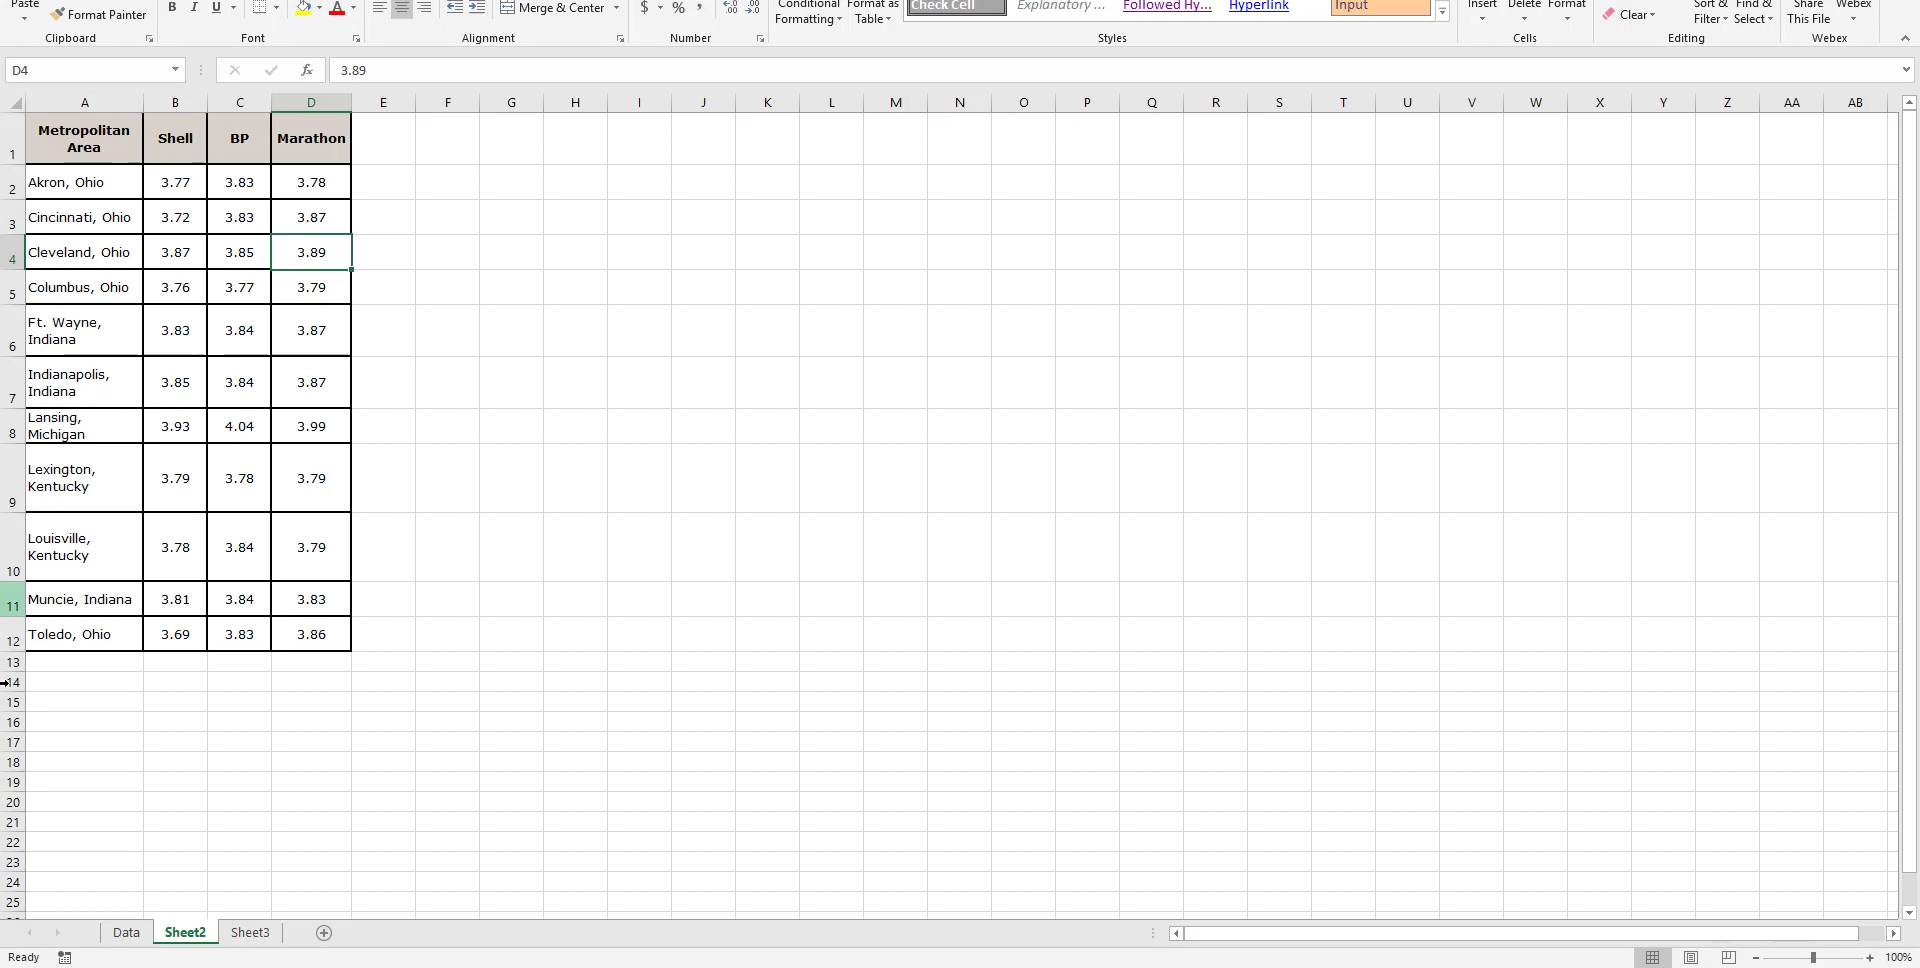 Paste
Format Painter
Clipboard
B I U A
Font
Merge & Center
Alignment
$ % , .00
Number
Conditional
Formatting
Format as
Table
Check Cell
Explanatory ...
Followed Hy...
Hyperlink
Input
Styles
Insert Delete Format
Cells
Clear
Sort &
Filter
Find &
Select
Editing
Share
This File
Webex
Webex
D4
fx
3.89
A B C D E F G H I J K L M N O P Q R S T U V W X Y Z AA AB
1 Metropolitan
Area Shell BP Marathon
2 Akron, Ohio 3.77 3.83 3.78
3 Cincinnati, Ohio 3.72 3.83 3.87
4 Cleveland, Ohio 3.87 3.85 3.89
5 Columbus, Ohio 3.76 3.77 3.79
6 Ft. Wayne,
Indiana 3.83 3.84 3.87
7 Indianapolis,
Indiana 3.85 3.84 3.87
8 Lansing,
Michigan 3.93 4.04 3.99
9 Lexington,
Kentucky 3.79 3.78 3.79
10 Louisville,
Kentucky 3.78 3.84 3.79
11 Muncie, Indiana 3.81 3.84 3.83
12 Toledo, Ohio 3.69 3.83 3.86
13
14
15
16
17
18
19
20
21
22
23
24
25
Data Sheet2 Sheet3
Ready
100%